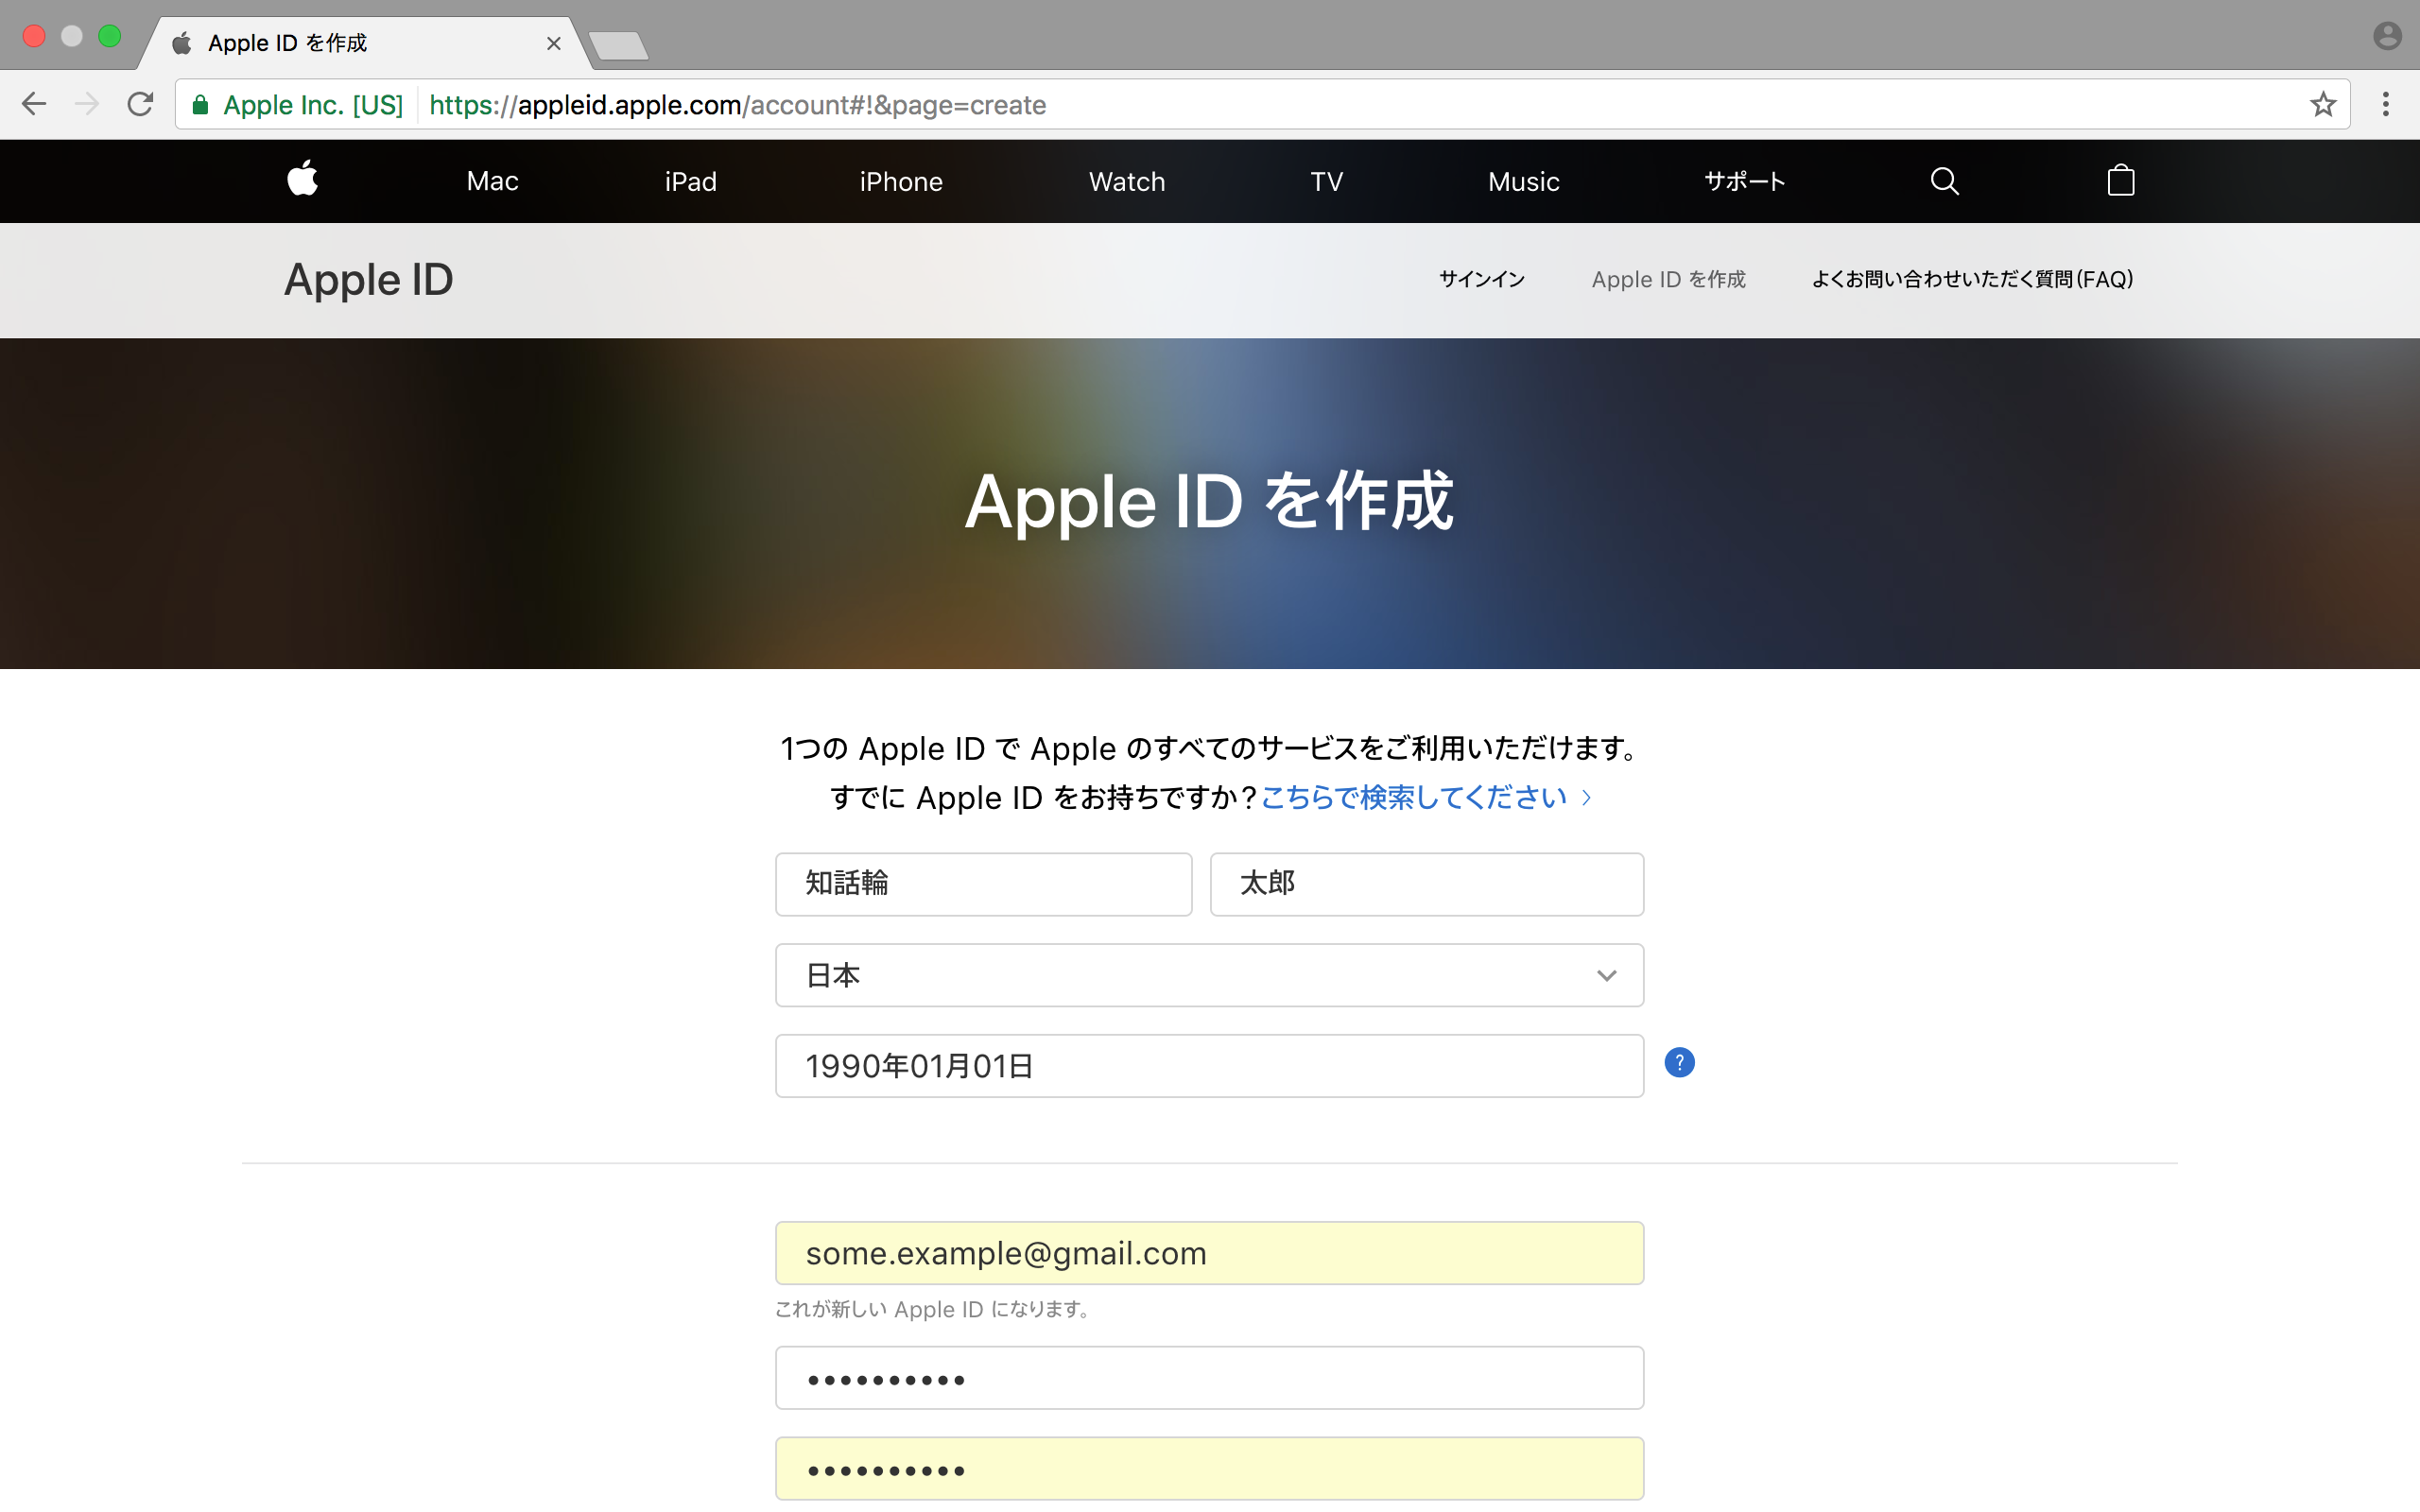 Apple ID を作成
Apple Inc. [US] https://appleid.apple.com/account#!&page=create
Mac iPad iPhone Watch TV Music サポート
Apple ID サインイン Apple ID を作成 よくお問い合わせいただく質問(FAQ)
Apple ID を作成
1つの Apple ID で Apple のすべてのサービスをご利用いただけます。
すでに Apple ID をお持ちですか?こちらで検索してください
知話輪 太郎
日本
1990年01月01日 ?
some.example@gmail.com
これが新しい Apple ID になります。
••••••••••
••••••••••